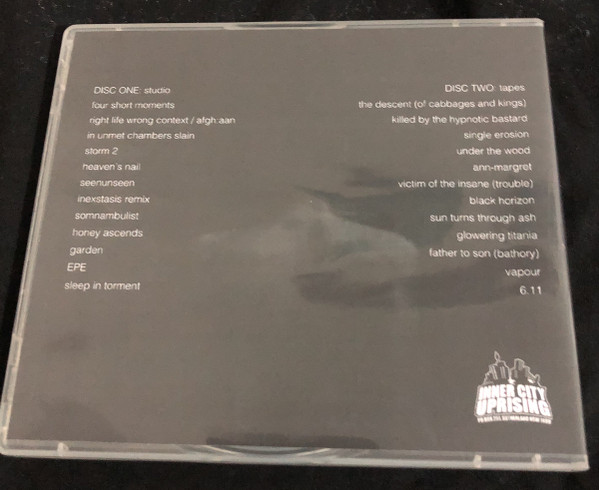 DISC ONE: studio
four short moments
right life wrong context / afgh:aan
in unmet chambers slain
storm 2
heaven's nail
seenunseen
inexstasis remix
somnambulist
honey ascends
garden
EPE
sleep in torment
DISC TWO: tapes
the descent (of cabbages and kings)
killed by the hypnotic bastard
single erosion
under the wood
ann-margret
victim of the insane (trouble)
black horizon
sun turns through ash
glowering titania
father to son (bathory)
vapour
6:11
INNER CITY
UPRISING